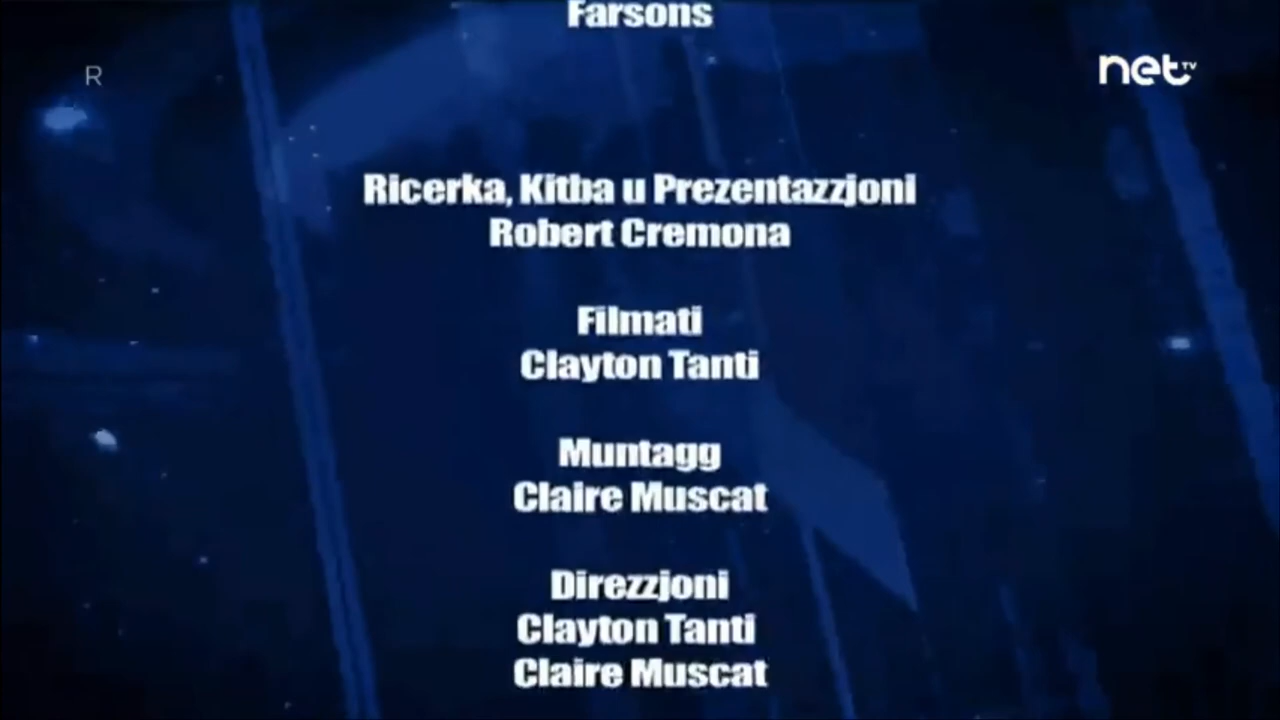 Farsons
R
net TV
Ricerka, Kitba u Prezentazzjoni
Robert Cremona
Filmati
Clayton Tanti
Muntagg
Claire Muscat
Direzzjoni
Clayton Tanti
Claire Muscat